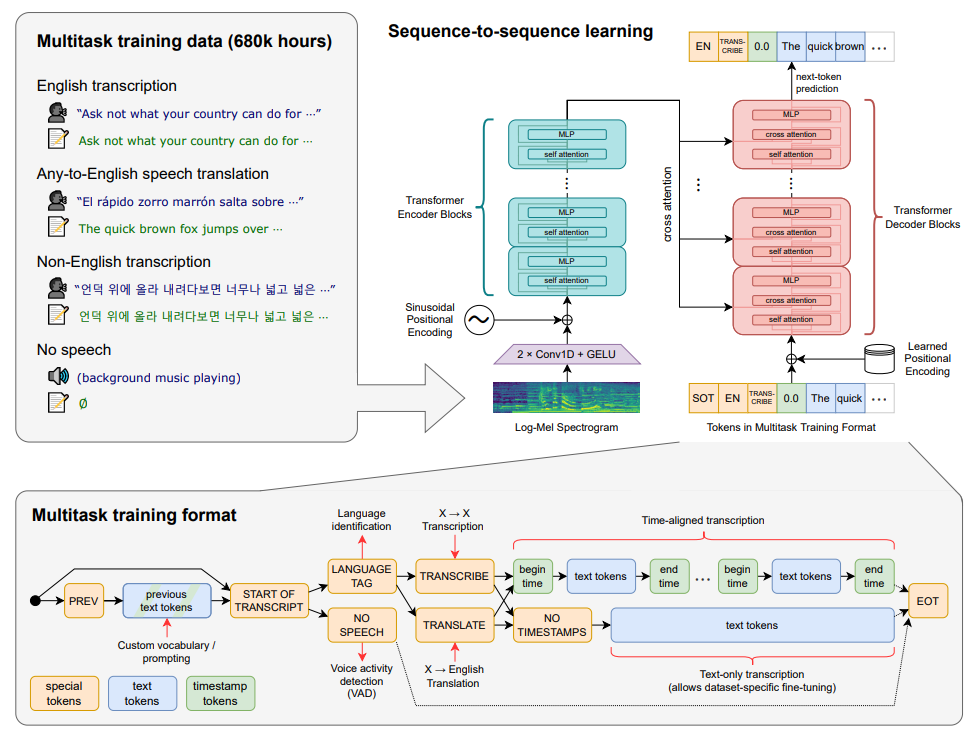 Multitask training data (680k hours)
English transcription
“Ask not what your country can do for ⋯”
Ask not what your country can do for ⋯
Any-to-English speech translation
“El rápido zorro marrón salta sobre ⋯”
The quick brown fox jumps over ⋯
Non-English transcription
“언덕 위에 올라 내려다보면 너무나 넓고 넓은 ⋯”
언덕 위에 올라 내려다보면 너무나 넓고 넓은 ⋯
No speech
(background music playing)
∅
Sequence-to-sequence learning
EN TRANS-CRIBE 0.0 The quick brown ⋯
next-token
prediction
MLP
self attention
⋯
MLP
self attention
MLP
self attention
Transformer
Encoder Blocks
cross attention
⋯
MLP
cross attention
self attention
⋯
MLP
cross attention
self attention
MLP
cross attention
self attention
Transformer
Decoder Blocks
Sinusoidal
Positional
Encoding
2 × Conv1D + GELU
Log-Mel Spectrogram
Learned
Positional
Encoding
SOT EN TRANS-CRIBE 0.0 The quick ⋯
Tokens in Multitask Training Format
Multitask training format
PREV
previous
text tokens
Custom vocabulary /
prompting
START OF
TRANSCRIPT
Language
identification
LANGUAGE
TAG
NO
SPEECH
Voice activity
detection
(VAD)
X → X
Transcription
TRANSCRIBE
TRANSLATE
X → English
Translation
Time-aligned transcription
begin
time
text tokens
end
time
⋯
begin
time
text tokens
end
time
NO
TIMESTAMPS
text tokens
Text-only transcription
(allows dataset-specific fine-tuning)
EOT
special
tokens
text
tokens
timestamp
tokens